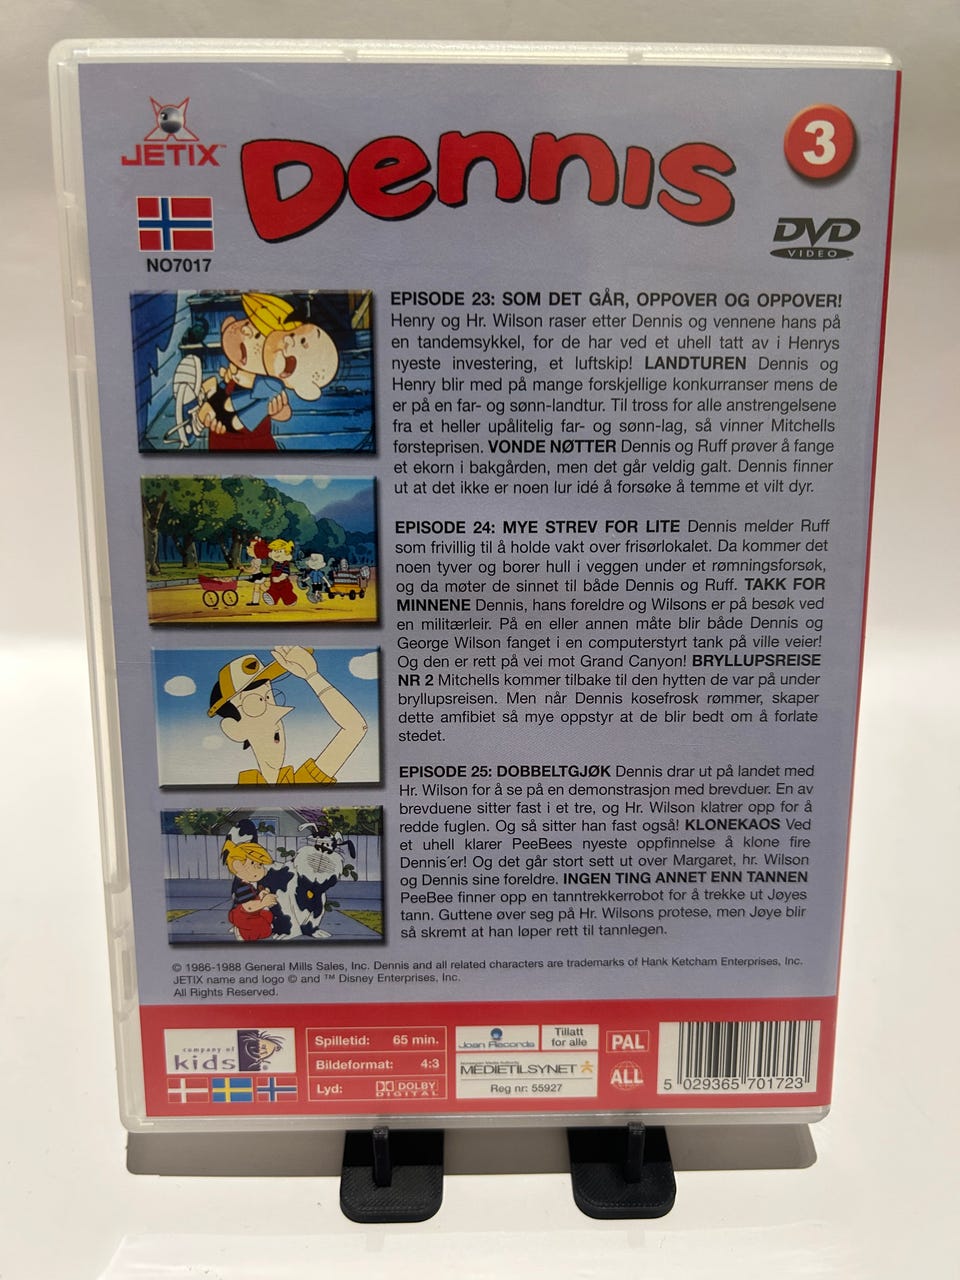 JETIX™
Dennis
3
DVD
VIDEO
NO7017
EPISODE 23: SOM DET GÅR, OPPOVER OG OPPOVER!
Henry og Hr. Wilson raser etter Dennis og vennene hans på
en tandemsykkel, for de har ved et uhell tatt av i Henrys
nyeste investering, et luftskip! LANDTUREN Dennis og
Henry blir med på mange forskjellige konkurranser mens de
er på en far- og sønn-landtur. Til tross for alle anstrengelsene
fra et heller upålitelig far- og sønn-lag, så vinner Mitchells
førsteprisen. VONDE NØTTER Dennis og Ruff prøver å fange
et ekorn i bakgården, men det går veldig galt. Dennis finner
ut at det ikke er noen lur idé å forsøke å temme et vilt dyr.
EPISODE 24: MYE STREV FOR LITE Dennis melder Ruff
som frivillig til å holde vakt over frisørlokalet. Da kommer det
noen tyver og borer hull i veggen under et rømningsforsøk,
og da møter de sinnet til både Dennis og Ruff. TAKK FOR
MINNENE Dennis, hans foreldre og Wilsons er på besøk ved
en militærleir. På en eller annen måte blir både Dennis og
George Wilson fanget i en computerstyrt tank på ville veier!
Og den er rett på vei mot Grand Canyon! BRYLLUPSREISE
NR 2 Mitchells kommer tilbake til den hytten de var på under
bryllupsreisen. Men når Dennis kosefrosk rømmer, skaper
dette amfibiet så mye oppstyr at de blir bedt om å forlate
stedet.
EPISODE 25: DOBBELTGJØK Dennis drar ut på landet med
Hr. Wilson for å se på en demonstrasjon med brevduer. En av
brevduene sitter fast i et tre, og Hr. Wilson klatrer opp for å
redde fuglen. Og så sitter han fast også! KLONEKAOS Ved
et uhell klarer PeeBees nyeste oppfinnelse å klone fire
Dennis'er! Og det går stort sett ut over Margaret, hr. Wilson
og Dennis sine foreldre. INGEN TING ANNET ENN TANNEN
PeeBee finner opp en tanntrekkerrobot for å trekke ut Jøyes
tann. Guttene øver seg på Hr. Wilsons protese, men Jøye blir
så skremt at han løper rett til tannlegen.
© 1986-1988 General Mills Sales, Inc. Dennis and all related characters are trademarks of Hank Ketcham Enterprises, Inc.
JETIX name and logo © and ™ Disney Enterprises, Inc.
All Rights Reserved.
company of
kids
Spilletid: 65 min.
Bildeformat: 4:3
Lyd: DOLBY
DIGITAL
Joan Records
Tillatt
for alle
Norwegian Media Authority
MEDIETILSYNET
Reg nr: 55927
PAL
ALL
5 029365 701723